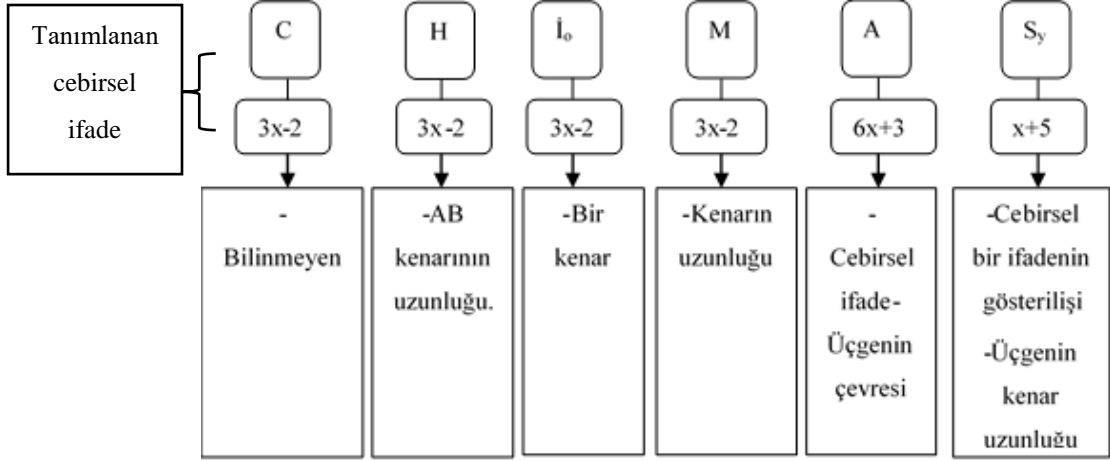 Tanımlanan
cebirsel
ifade
C H İₒ M A Sᵧ
3x-2 3x-2 3x-2 3x-2 6x+3 x+5
-
Bilinmeyen
-AB
kenarının
uzunluğu.
-Bir
kenar
-Kenarın
uzunluğu
-
Cebirsel
ifade-
Üçgenin
çevresi
-Cebirsel
bir ifadenin
gösterilişi
-Üçgenin
kenar
uzunluğu